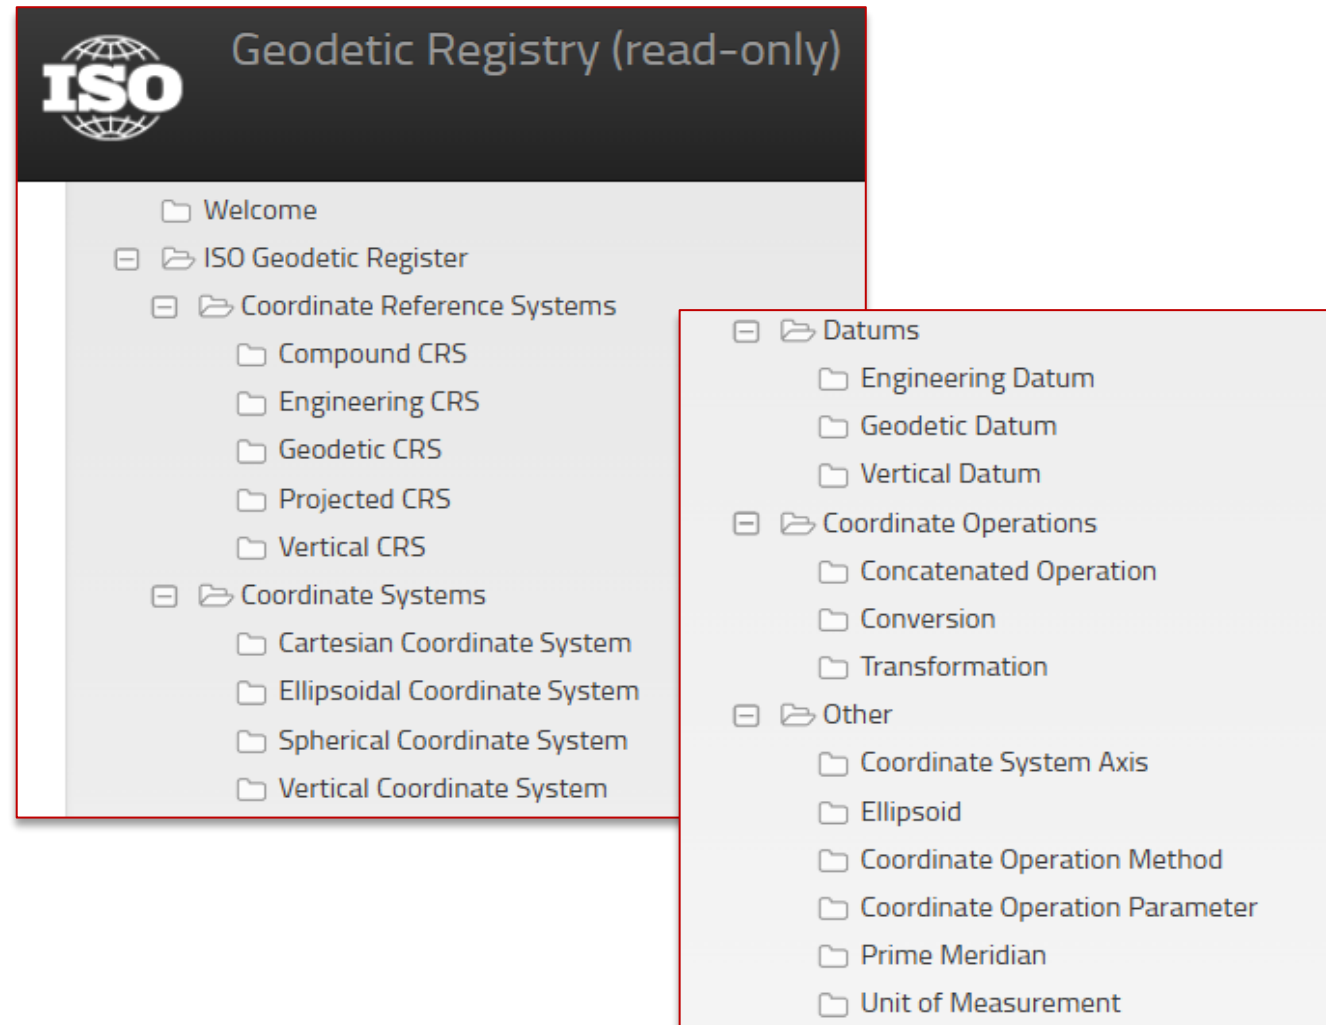 ISO
Geodetic Registry (read-only)
Welcome
ISO Geodetic Register
Coordinate Reference Systems
Compound CRS
Engineering CRS
Geodetic CRS
Projected CRS
Vertical CRS
Coordinate Systems
Cartesian Coordinate System
Ellipsoidal Coordinate System
Spherical Coordinate System
Vertical Coordinate System
Datums
Engineering Datum
Geodetic Datum
Vertical Datum
Coordinate Operations
Concatenated Operation
Conversion
Transformation
Other
Coordinate System Axis
Ellipsoid
Coordinate Operation Method
Coordinate Operation Parameter
Prime Meridian
Unit of Measurement